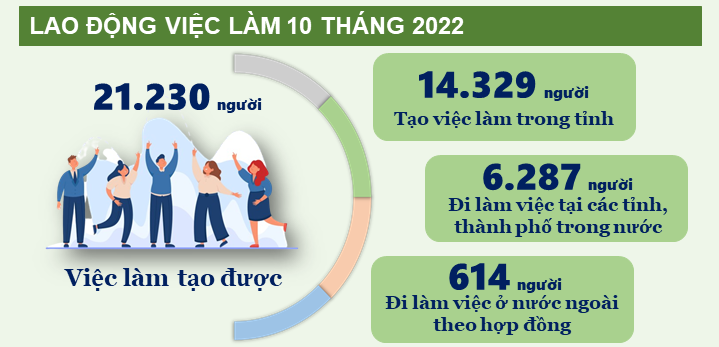 LAO ĐỘNG VIỆC LÀM 10 THÁNG 2022
21.230 người
Việc làm tạo được
14.329 người
Tạo việc làm trong tỉnh
6.287 người
Đi làm việc tại các tỉnh,
thành phố trong nước
614 người
Đi làm việc ở nước ngoài
theo hợp đồng